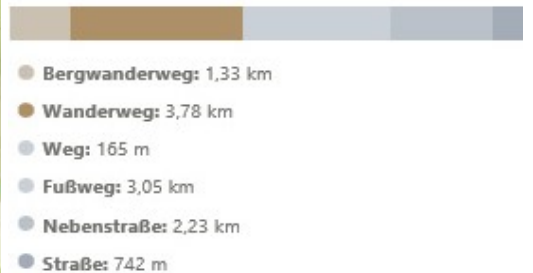 Bergwanderweg: 1,33 km
Wanderweg: 3,78 km
Weg: 165 m
Fußweg: 3,05 km
Nebenstraße: 2,23 km
Straße: 742 m